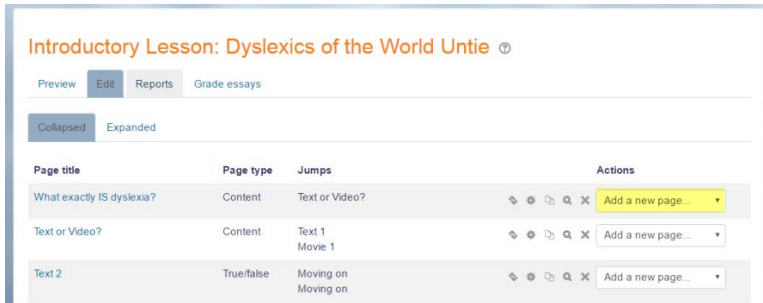 Introductory Lesson: Dyslexics of the World Untie
Preview Edit Reports Grade essays
Collapsed Expanded
Page title Page type Jumps Actions
What exactly IS dyslexia? Content Text or Video? Add a new page...
Text or Video? Content Text 1 Add a new page...
Movie 1
Text 2 True/false Moving on Add a new page...
Moving on